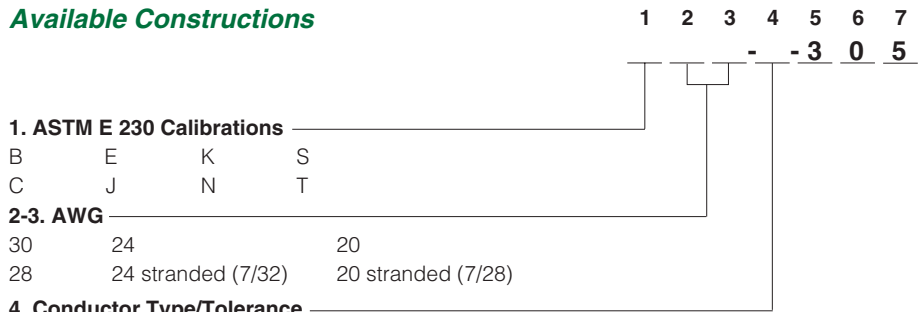 Available Constructions 1 2 3 4 5 6 7
- - 3 0 5
1. ASTM E 230 Calibrations
B E K S
C J N T
2-3. AWG
30 24 20
28 24 stranded (7/32) 20 stranded (7/28)
4. Conductor Type/Tolerance